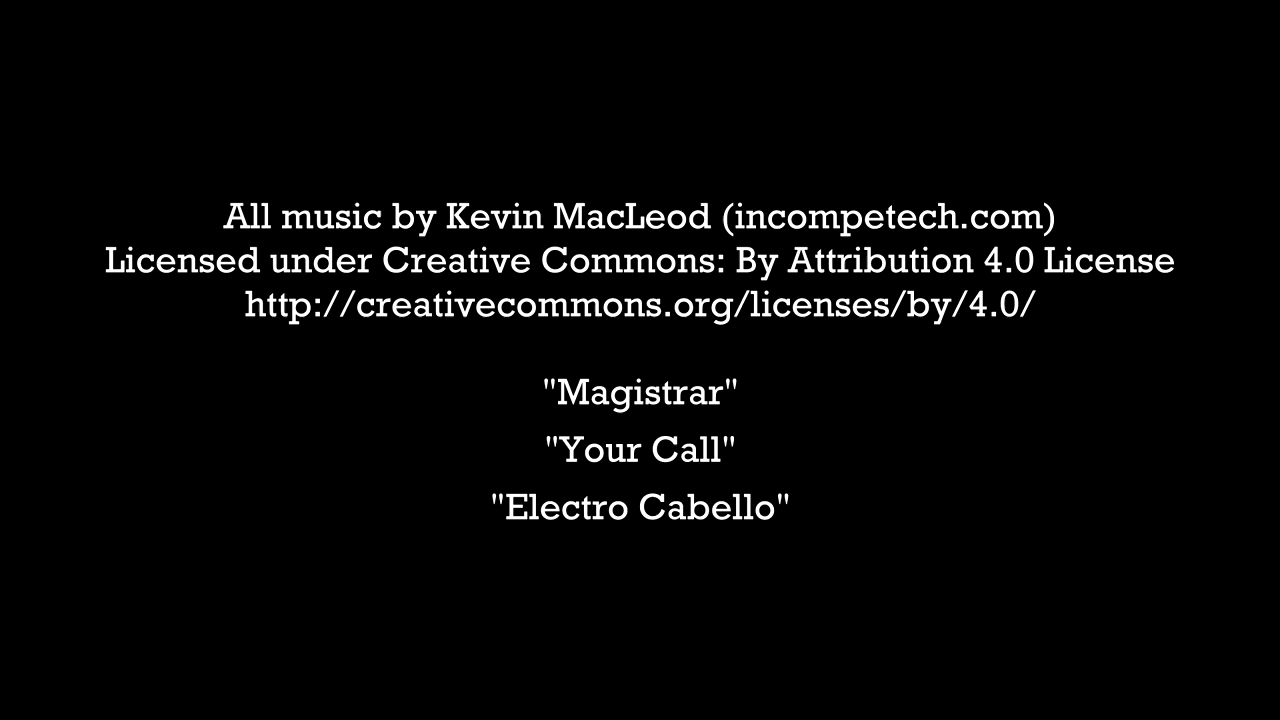 All music by Kevin MacLeod (incompetech.com)
Licensed under Creative Commons: By Attribution 4.0 License
http://creativecommons.org/licenses/by/4.0/
"Magistrar"
"Your Call"
"Electro Cabello"